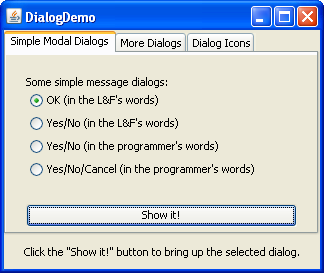 DialogDemo
Simple Modal Dialogs More Dialogs Dialog Icons
Some simple message dialogs:
OK (in the L&F's words)
Yes/No (in the L&F's words)
Yes/No (in the programmer's words)
Yes/No/Cancel (in the programmer's words)
Show it!
Click the "Show it!" button to bring up the selected dialog.